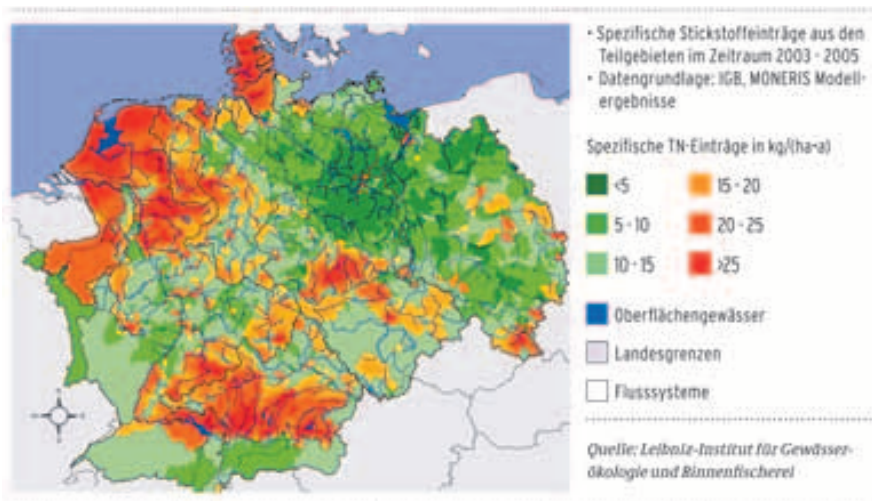 • Spezifische Stickstoffeinträge aus den
Teilgebieten im Zeitraum 2003 - 2005
• Datengrundlage: IGB, MONERIS Modell-
ergebnisse
Spezifische TN-Einträge in kg/(ha•a)
<5
5 - 10
10 - 15
15 - 20
20 - 25
>25
Oberflächengewässer
Landesgrenzen
Flusssysteme
Quelle: Leibniz-Institut für Gewässer-
ökologie und Binnenfischerei